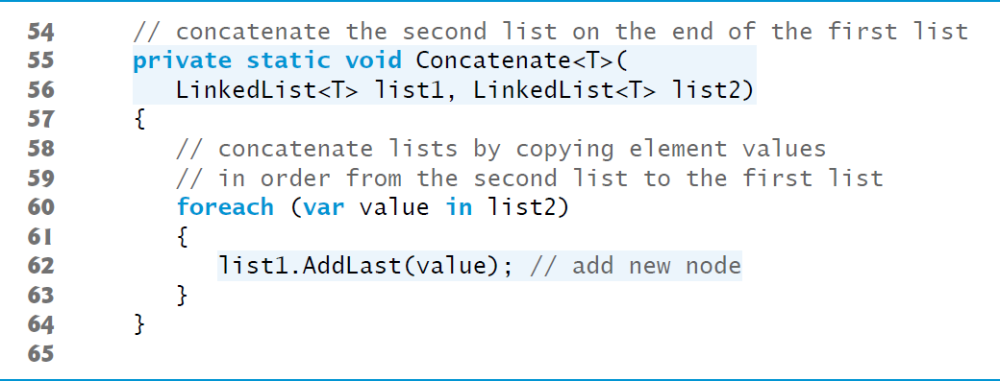 54 // concatenate the second list on the end of the first list
55 private static void Concatenate<T>(
56 LinkedList<T> list1, LinkedList<T> list2)
57 {
58 // concatenate lists by copying element values
59 // in order from the second list to the first list
60 foreach (var value in list2)
61 {
62 list1.AddLast(value); // add new node
63 }
64 }
65